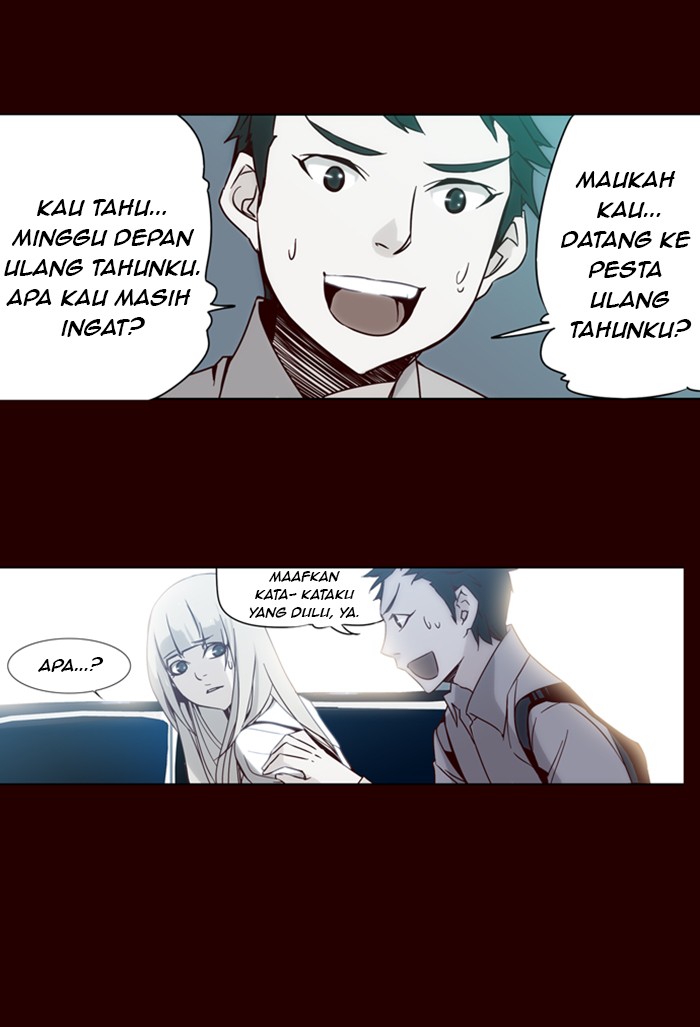 KAU TAHU...
MINGGU DEPAN
ULANG TAHUNKU.
APA KAU MASIH
INGAT?
MAUKAH
KAU...
DATANG KE
PESTA
ULANG
TAHUNKU?
MAAFKAN
KATA- KATAKU
YANG DULU, YA.
APA...?